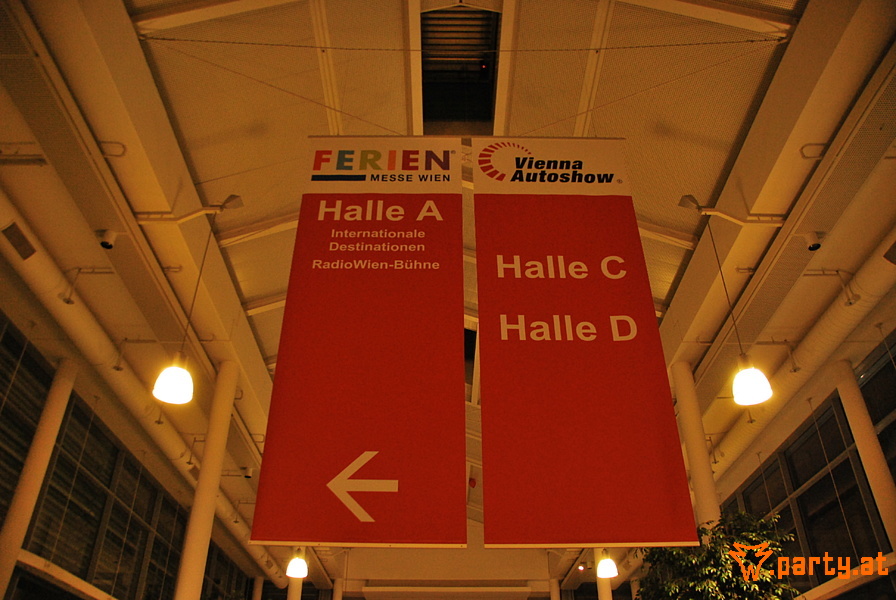 FERIEN®
MESSE WIEN
Halle A
Internationale
Destinationen
RadioWien-Bühne
Vienna
Autoshow®
Halle C
Halle D
party.at